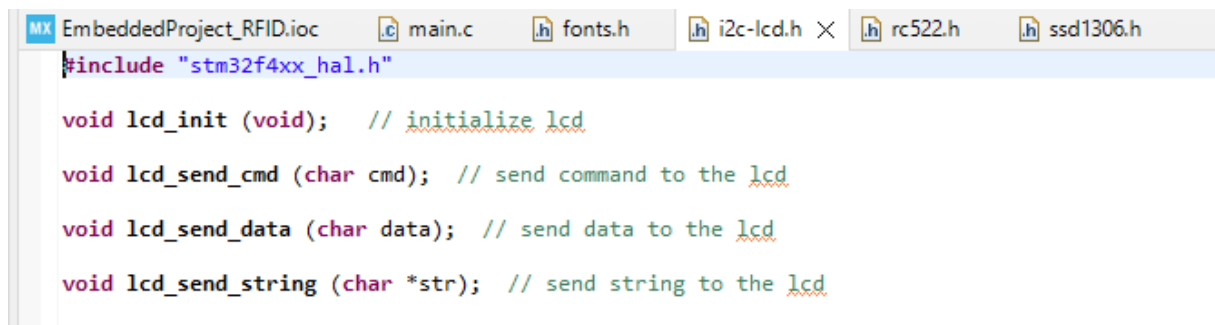 MX EmbeddedProject_RFID.ioc .c main.c .h fonts.h .h i2c-lcd.h .h rc522.h .h ssd1306.h
#include "stm32f4xx_hal.h"
void lcd_init (void);   // initialize lcd
void lcd_send_cmd (char cmd);  // send command to the lcd
void lcd_send_data (char data);  // send data to the lcd
void lcd_send_string (char *str);  // send string to the lcd